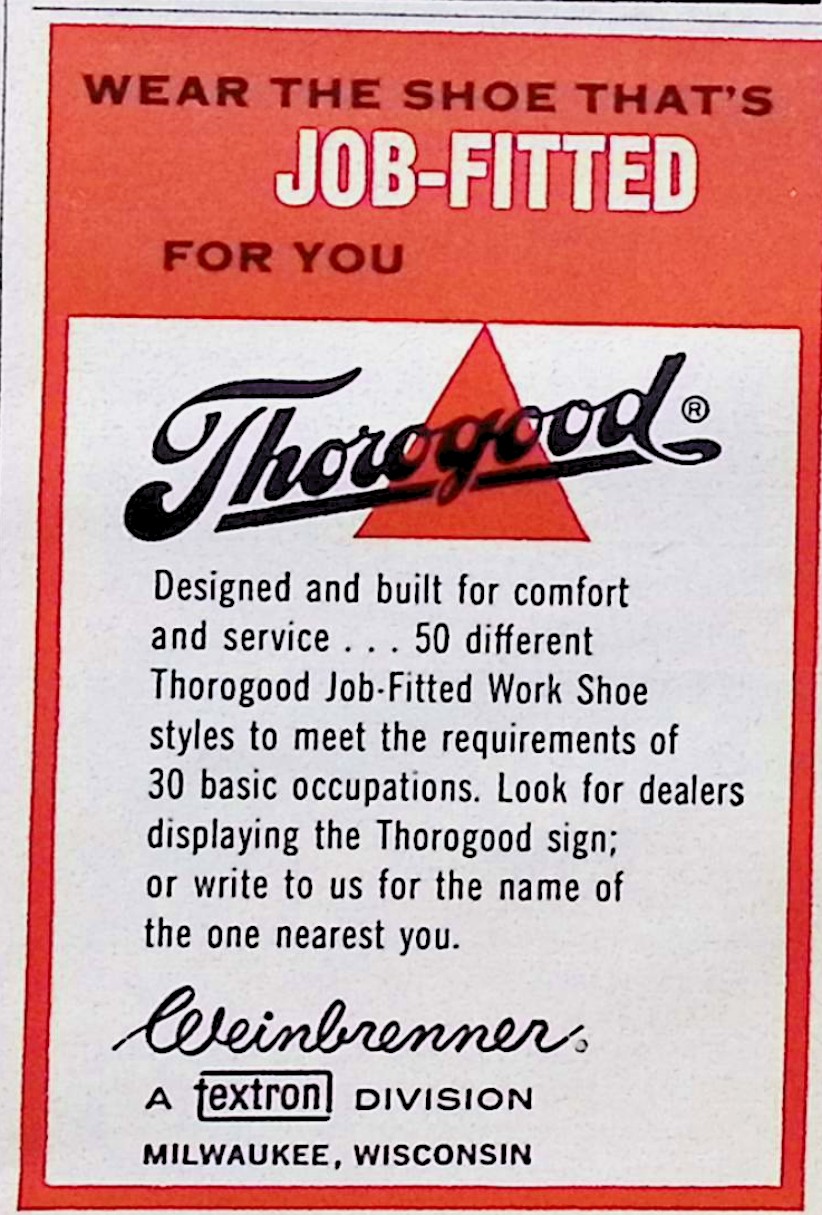 WEAR THE SHOE THAT'S
JOB-FITTED
FOR YOU
Thorogood®
Designed and built for comfort
and service . . . 50 different
Thorogood Job-Fitted Work Shoe
styles to meet the requirements of
30 basic occupations. Look for dealers
displaying the Thorogood sign;
or write to us for the name of
the one nearest you.
Weinbrenner
A textron DIVISION
MILWAUKEE, WISCONSIN